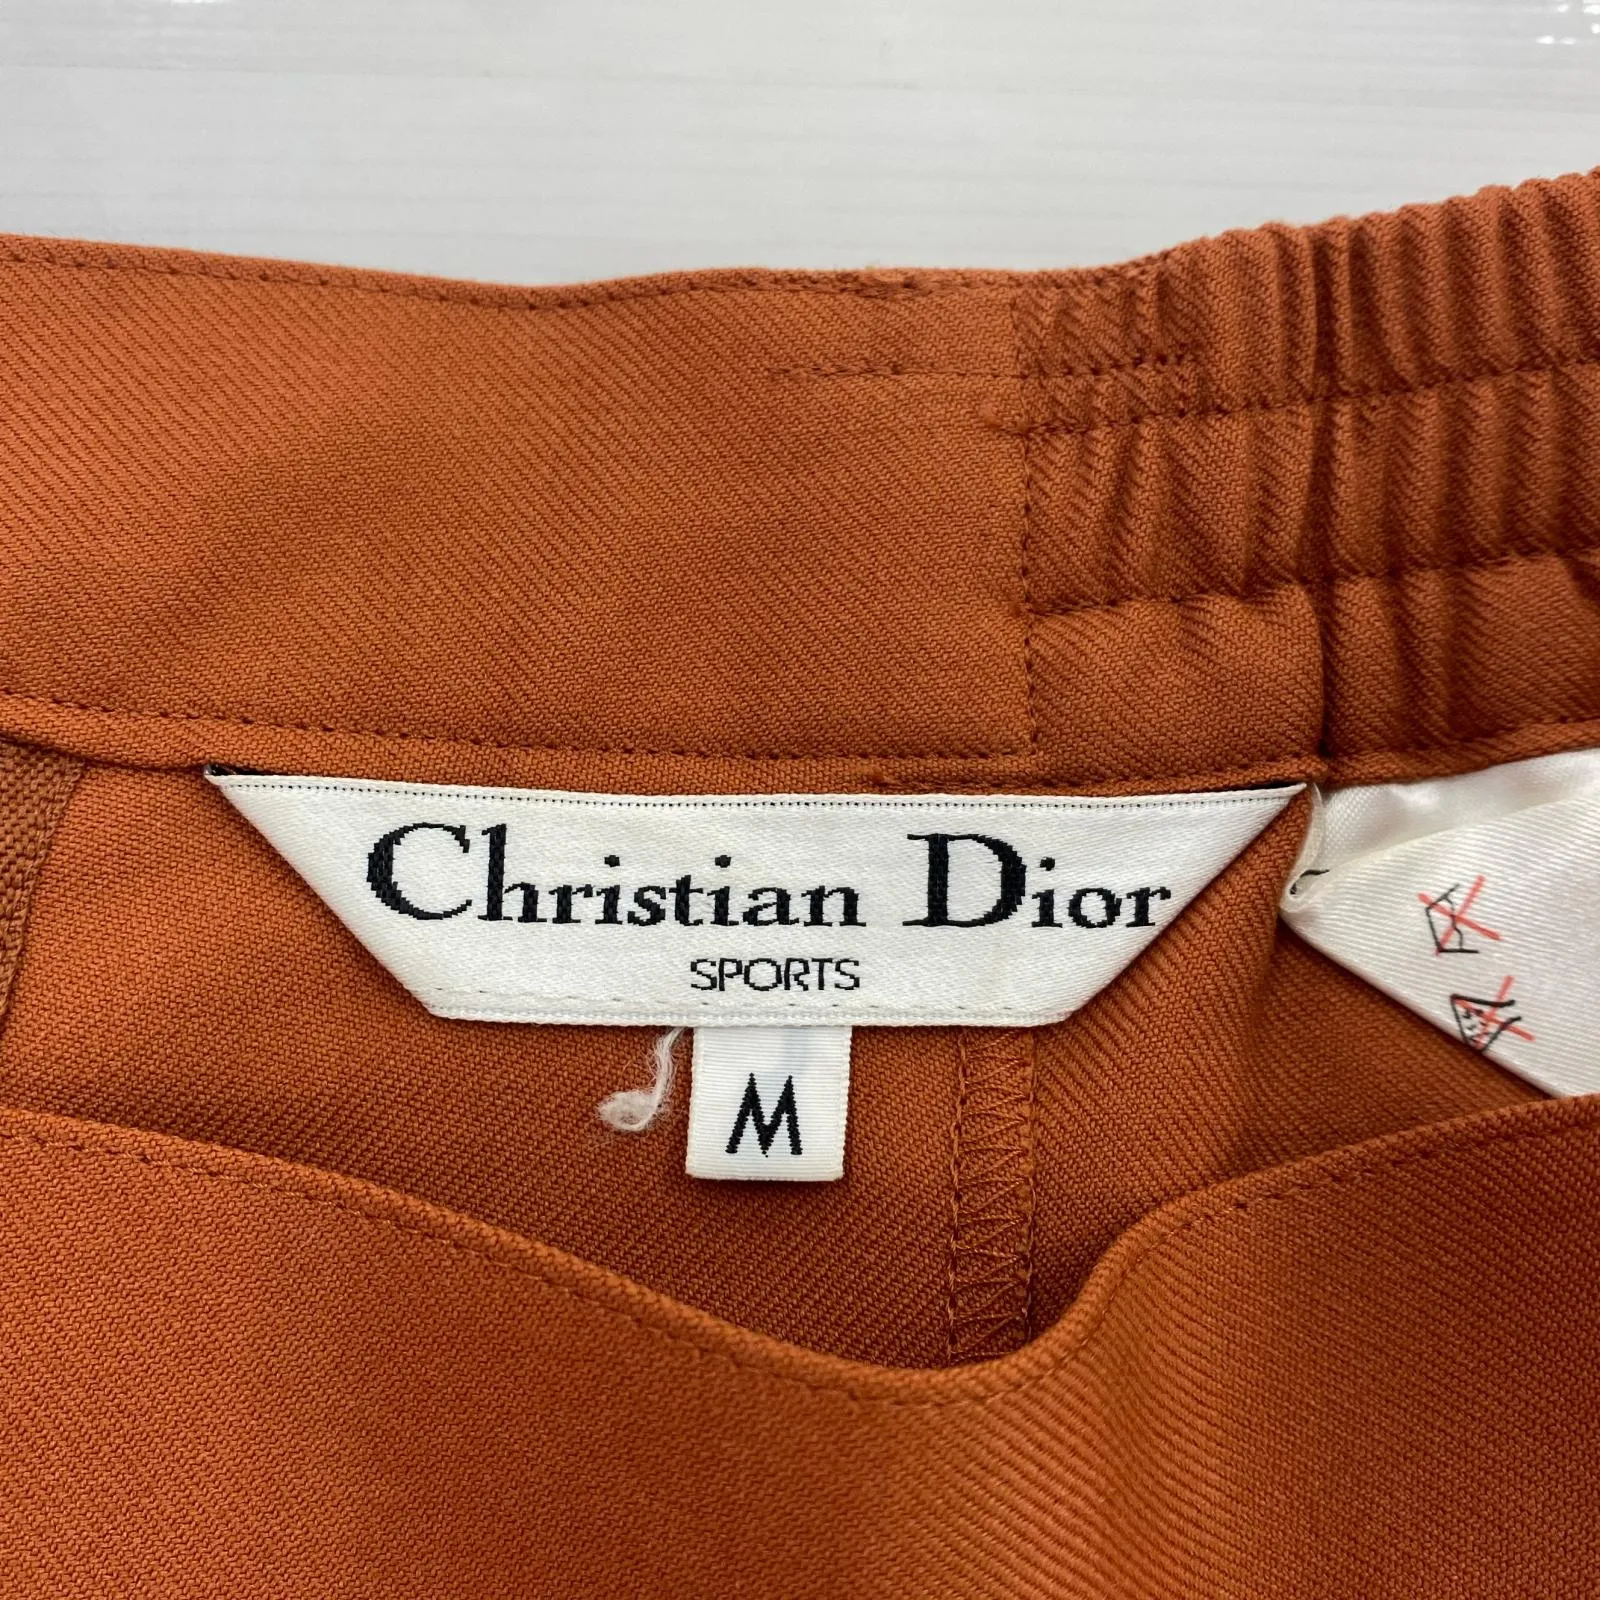 Christian Dior
SPORTS
M